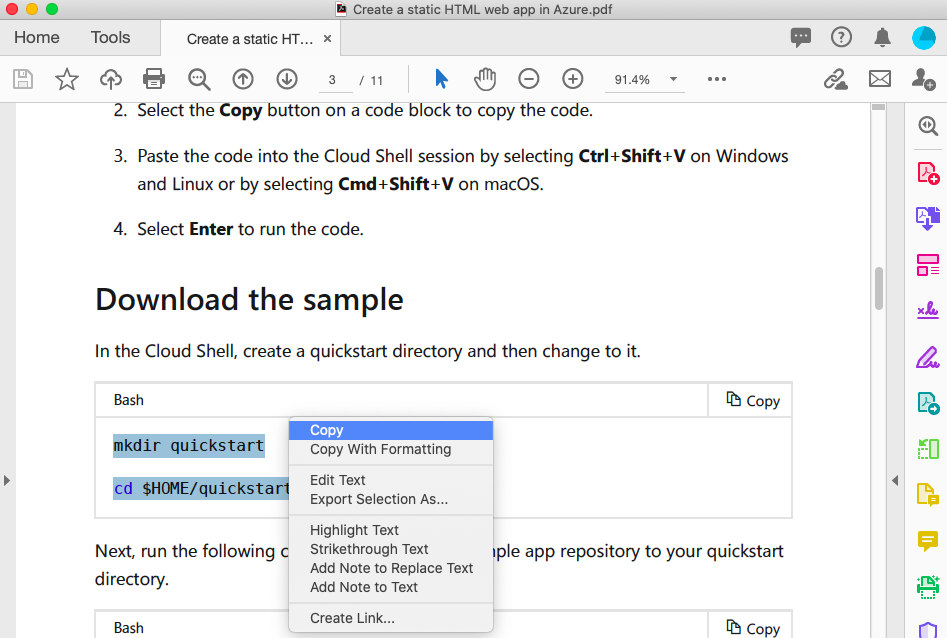 Create a static HTML web app in Azure.pdf
Home
Tools
Create a static HT... ×
3 / 11
91.4%
2. Select the Copy button on a code block to copy the code.
3. Paste the code into the Cloud Shell session by selecting Ctrl+Shift+V on Windows
and Linux or by selecting Cmd+Shift+V on macOS.
4. Select Enter to run the code.
Download the sample
In the Cloud Shell, create a quickstart directory and then change to it.
Bash
Copy
mkdir quickstart
cd $HOME/quickstart
Copy
Copy With Formatting
Edit Text
Export Selection As...
Highlight Text
Strikethrough Text
Add Note to Replace Text
Add Note to Text
Create Link...
Next, run the following c ple app repository to your quickstart
directory.
Bash
Copy